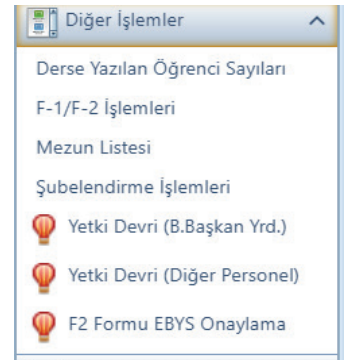 Diğer İşlemler
Derse Yazılan Öğrenci Sayıları
F-1/F-2 İşlemleri
Mezun Listesi
Şubelendirme İşlemleri
Yetki Devri (B.Başkan Yrd.)
Yetki Devri (Diğer Personel)
F2 Formu EBYS Onaylama